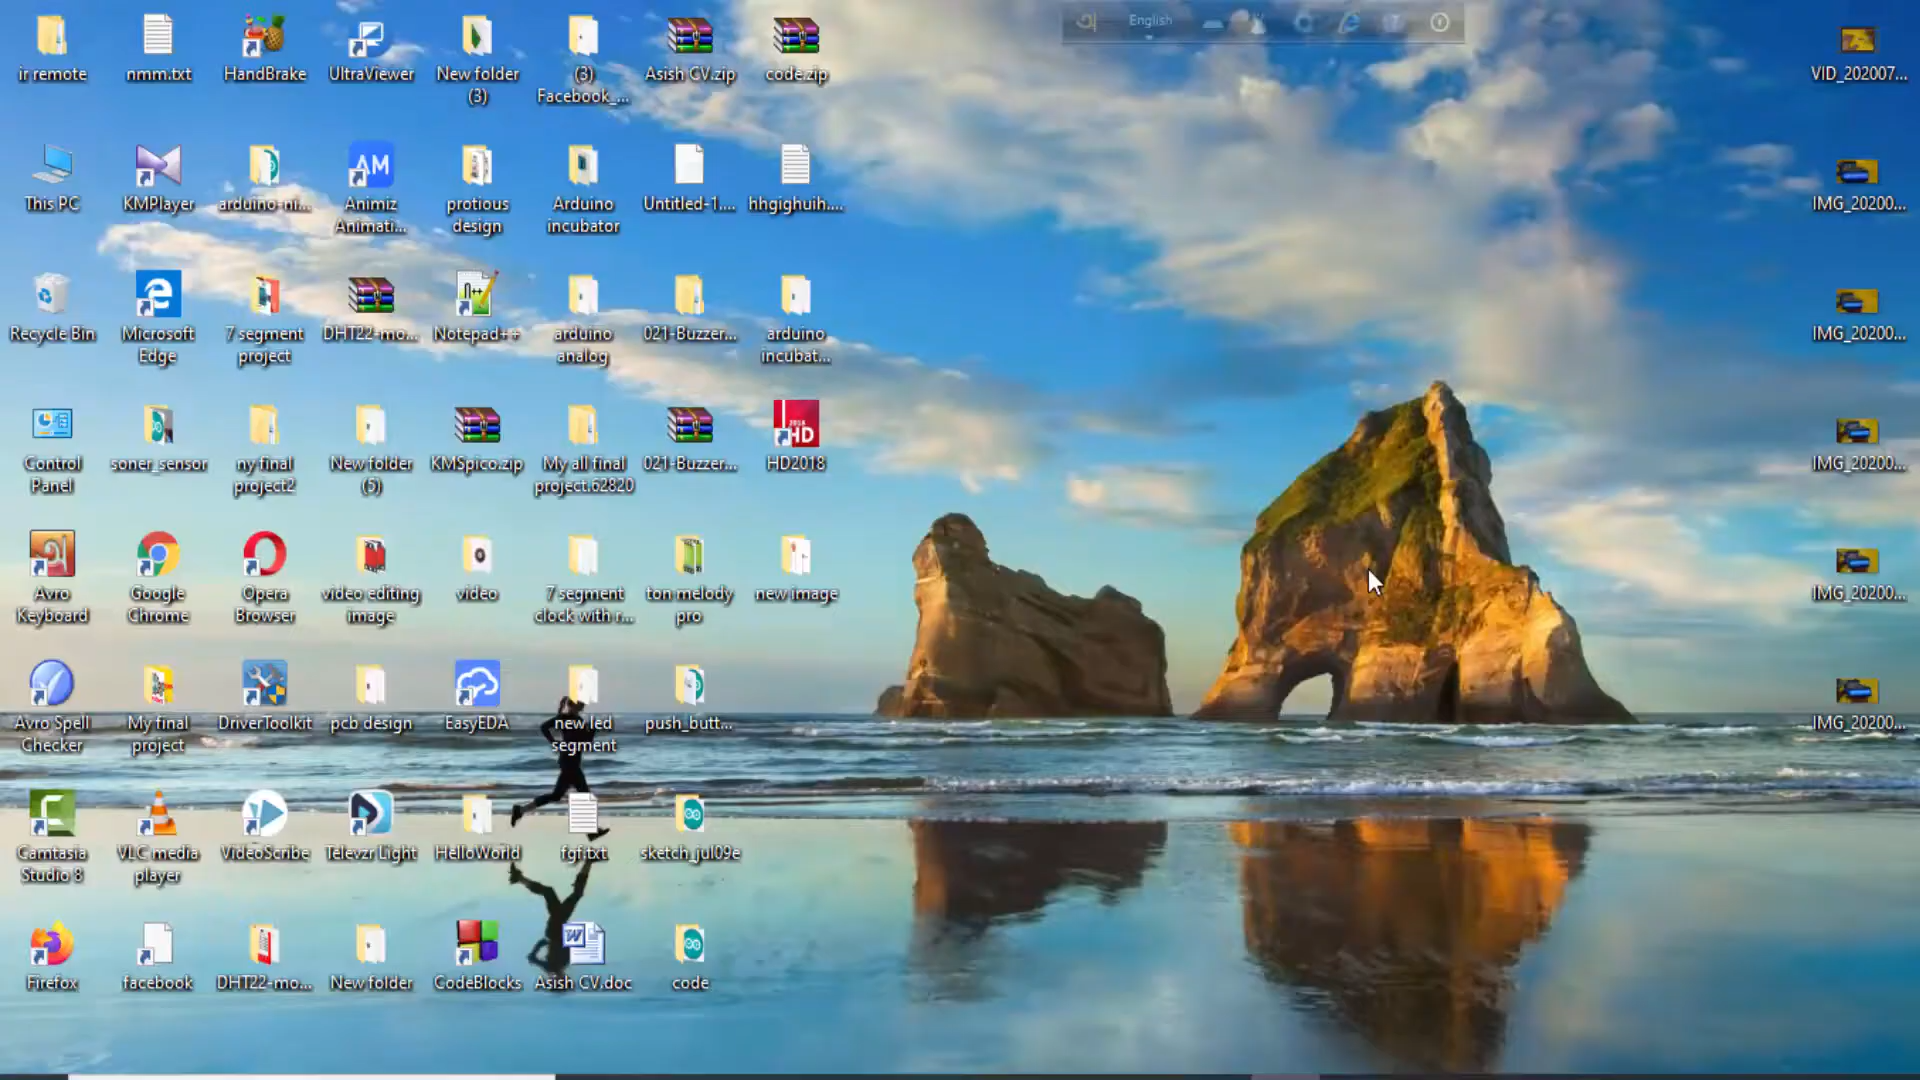 অ English
ir remote
nmm.txt
HandBrake
UltraViewer
New folder
(3)
(3)
Facebook_...
Asish CV.zip
code.zip
VID_202007...
This PC
KMPlayer
arduino-ni...
AM
Animiz
Animati...
protious
design
Arduino
incubator
Untitled-1....
hhgighuih....
IMG_20200...
Recycle Bin
Microsoft
Edge
7 segment
project
DHT22-mo...
Notepad++
arduino
analog
021-Buzzer...
arduino
incubat...
IMG_20200...
Control
Panel
soner_sensor
ny final
project2
New folder
(5)
KMSpico.zip
My all final
project.62820
021-Buzzer...
HD
HD2018
IMG_20200...
Avro
Keyboard
Google
Chrome
Opera
Browser
video editing
image
video
7 segment
clock with r...
ton melody
pro
new image
IMG_20200...
Avro Spell
Checker
My final
project
DriverToolkit
pcb design
EasyEDA
new led
segment
push_butt...
IMG_20200...
Camtasia
Studio 8
VLC media
player
VideoScribe
Televzr Light
HelloWorld
fgf.txt
sketch_jul09e
Firefox
facebook
DHT22-mo...
New folder
CodeBlocks
Asish CV.doc
code